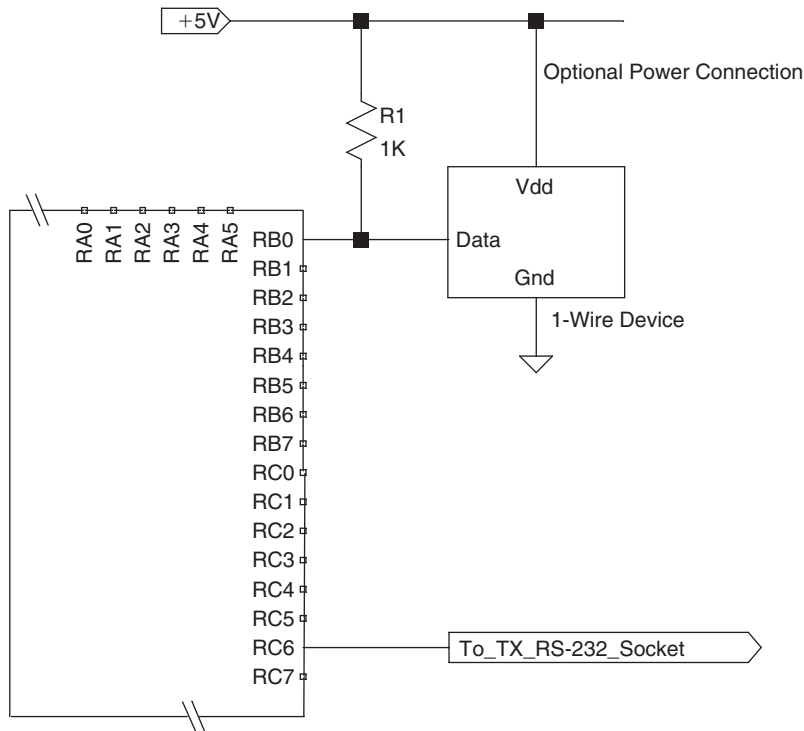 +5V
Optional Power Connection
R1
1K
Vdd
RA0
RA1
RA2
RA3
RA4
RA5
RB0
Data
RB1
Gnd
RB2
1-Wire Device
RB3
RB4
RB5
RB6
RB7
RC0
RC1
RC2
RC3
RC4
RC5
RC6
To_TX_RS-232_Socket
RC7